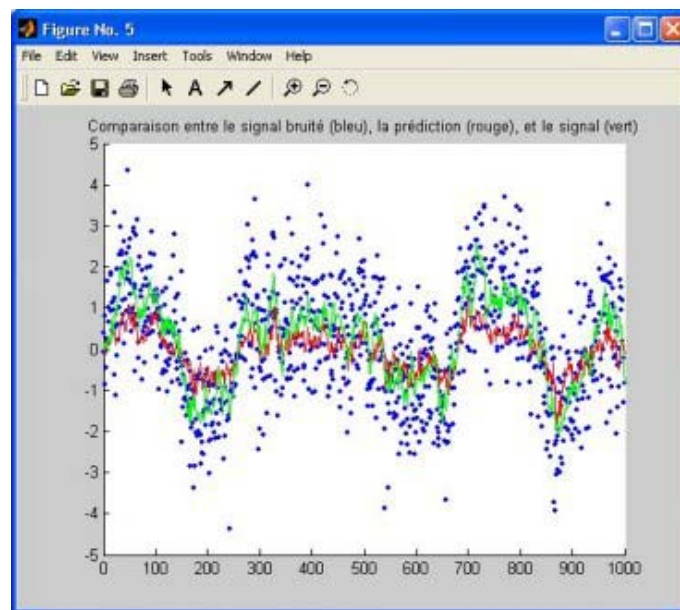 Figure No. 5
File Edit View Insert Tools Window Help
A
Comparaison entre le signal bruité (bleu), la prédiction (rouge), et le signal (vert)
5
4
3
2
1
0
-1
-2
-3
-4
-5
0 100 200 300 400 500 600 700 800 900 1000